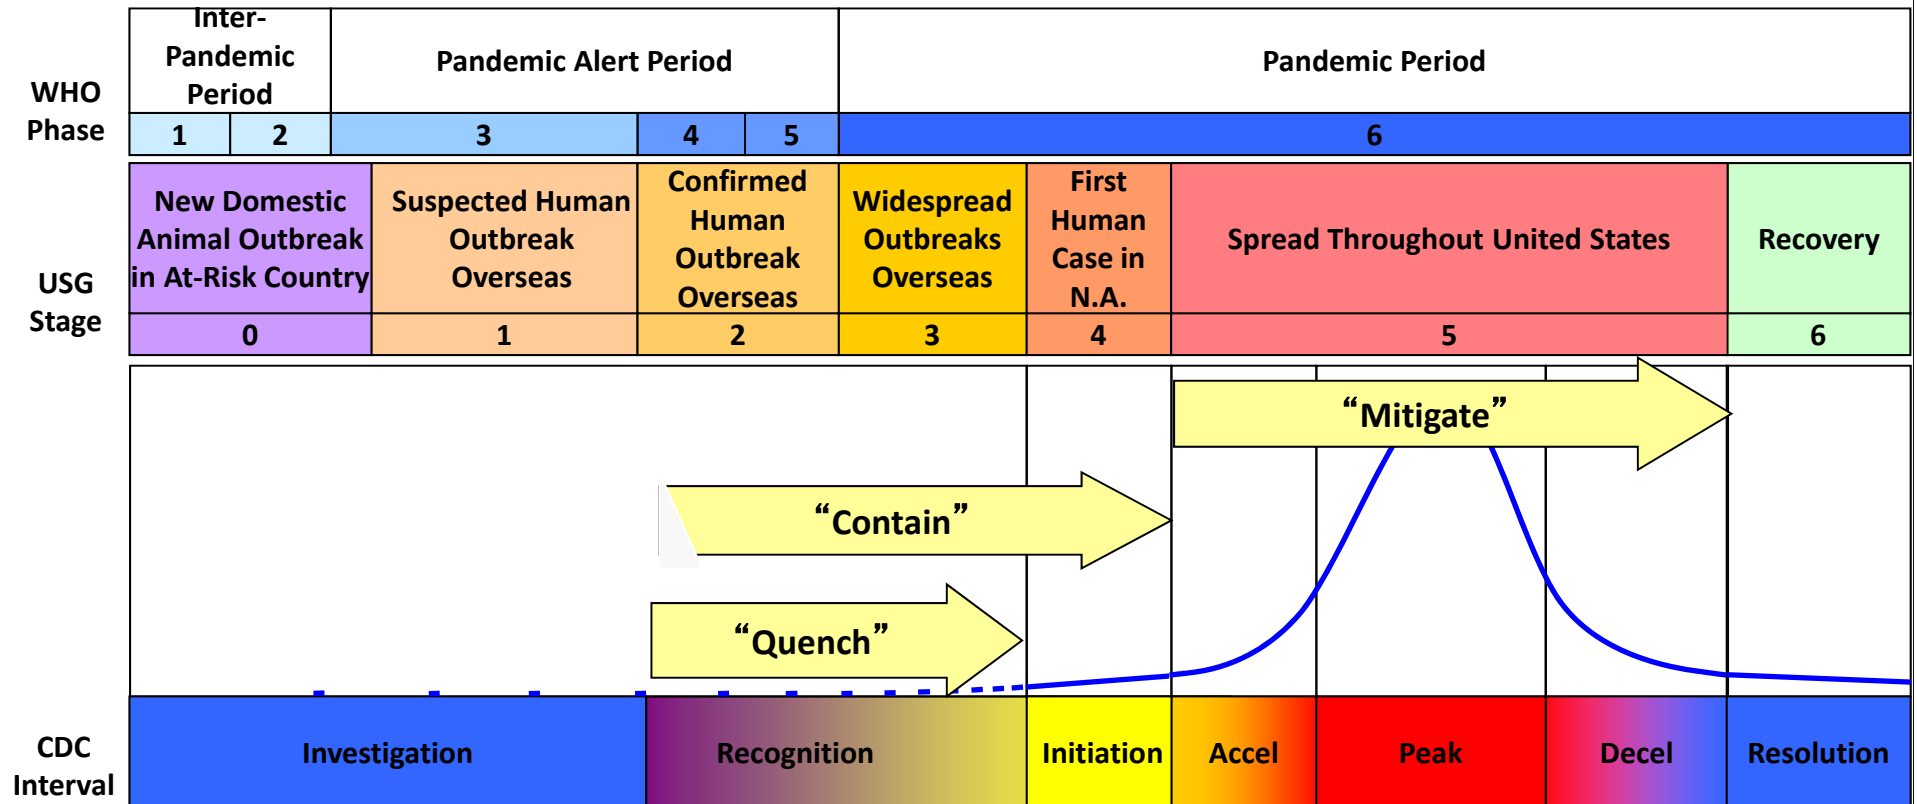 Inter-
Pandemic
Period
Pandemic Alert Period
Pandemic Period
WHO
Phase
1
2
3
4
5
6
USG
Stage
New Domestic
Animal Outbreak
in At-Risk Country
Suspected Human
Outbreak
Overseas
Confirmed
Human
Outbreak
Overseas
Widespread
Outbreaks
Overseas
First
Human
Case in
N.A.
Spread Throughout United States
Recovery
0
1
2
3
4
5
6
“Mitigate”
“Contain”
“Quench”
CDC
Interval
Investigation
Recognition
Initiation
Accel
Peak
Decel
Resolution